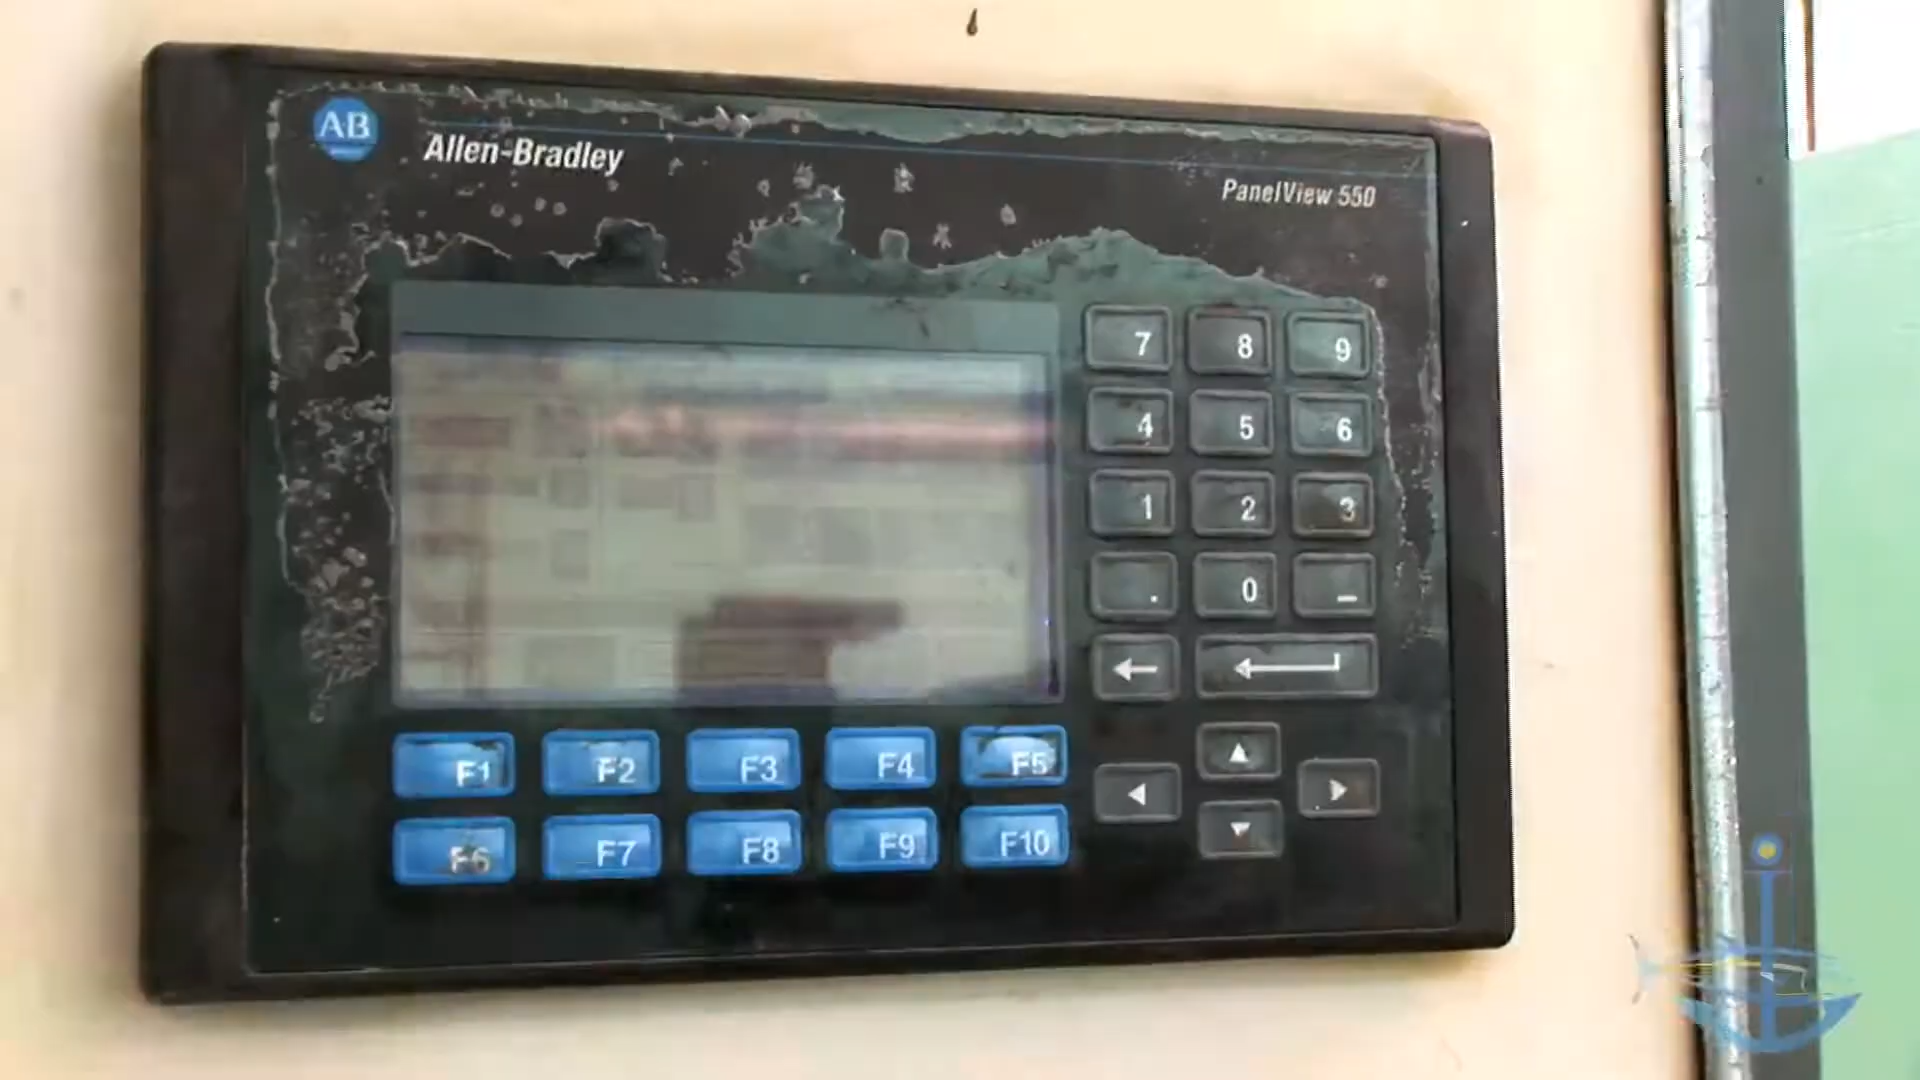 AB
Allen-Bradley
PanelView 550
7 8 9
4 5 6
1 2 3
. 0 –
F1 F2 F3 F4 F5
F6 F7 F8 F9 F10